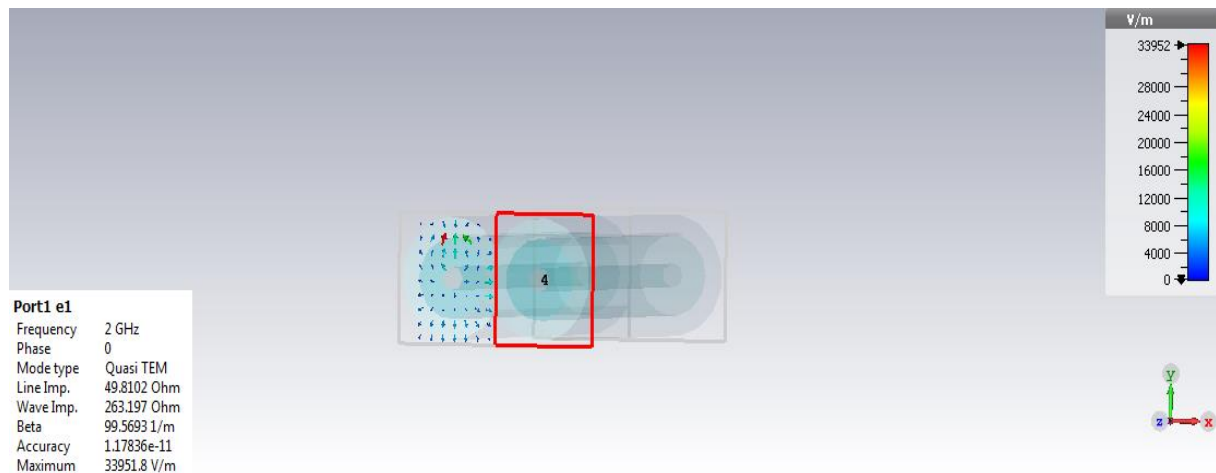 V/m
33952
28000
24000
20000
16000
12000
8000
4000
0
4
Port1 e1
Frequency 2 GHz
Phase 0
Mode type Quasi TEM
Line Imp. 49.8102 Ohm
Wave Imp. 263.197 Ohm
Beta 99.5693 1/m
Accuracy 1.17836e-11
Maximum 33951.8 V/m
y
z x